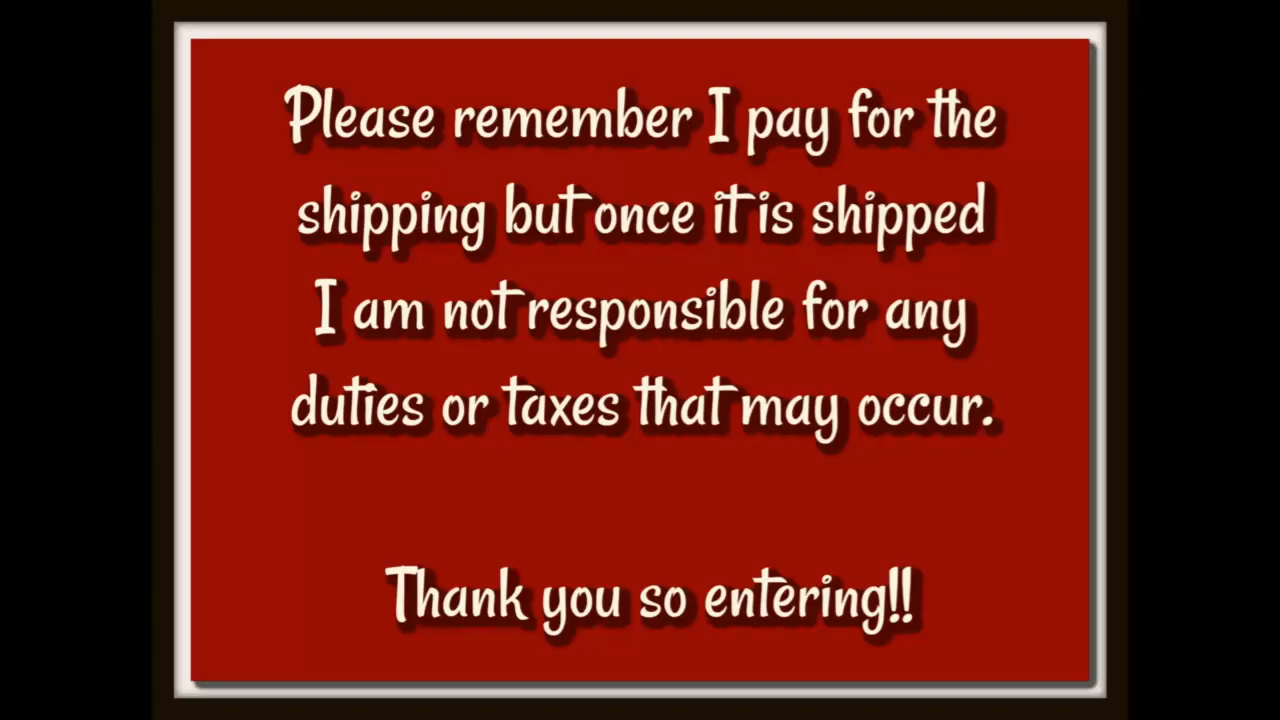 Please remember I pay for the
shipping but once it is shipped
I am not responsible for any
duties or taxes that may occur.
Thank you so entering!!